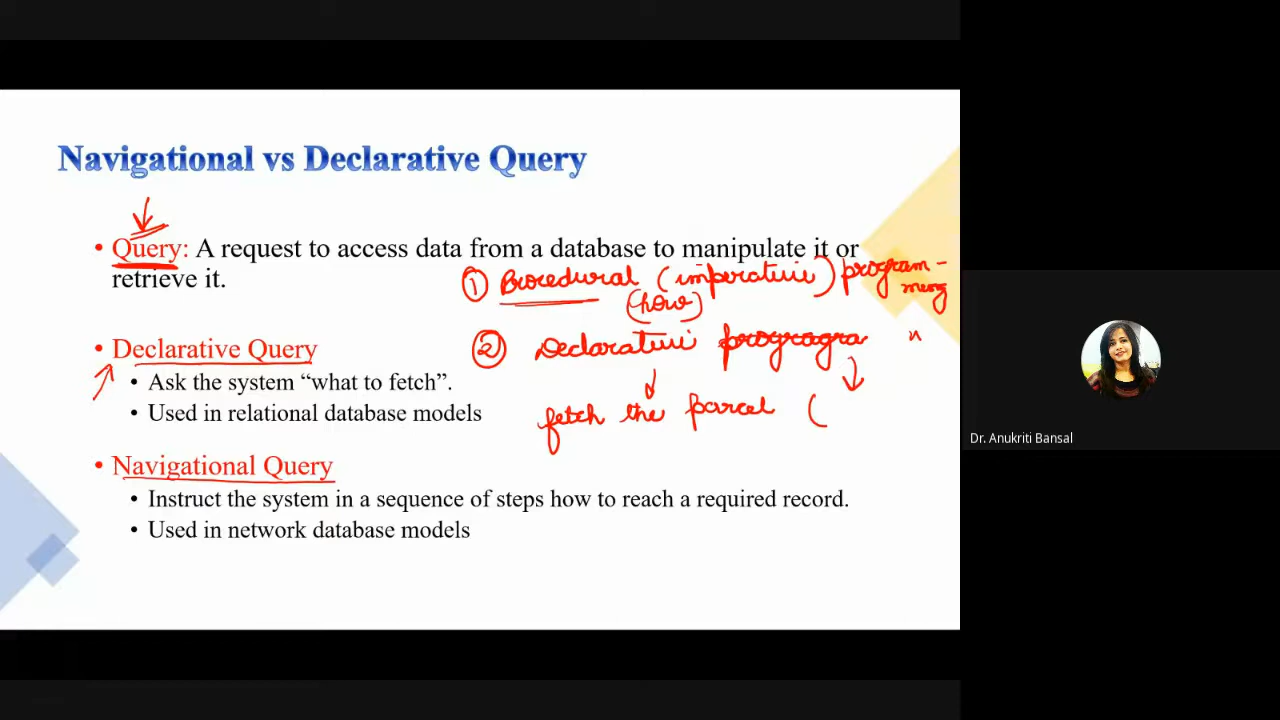 Navigational vs Declarative Query
• Query: A request to access data from a database to manipulate it or
retrieve it.
① Procedural (imperative) program-
ming
(how)
• Declarative Query
② Declarative progragra "
• Ask the system “what to fetch”.
• Used in relational database models
fetch the parcel (
Dr. Anukriti Bansal
• Navigational Query
• Instruct the system in a sequence of steps how to reach a required record.
• Used in network database models